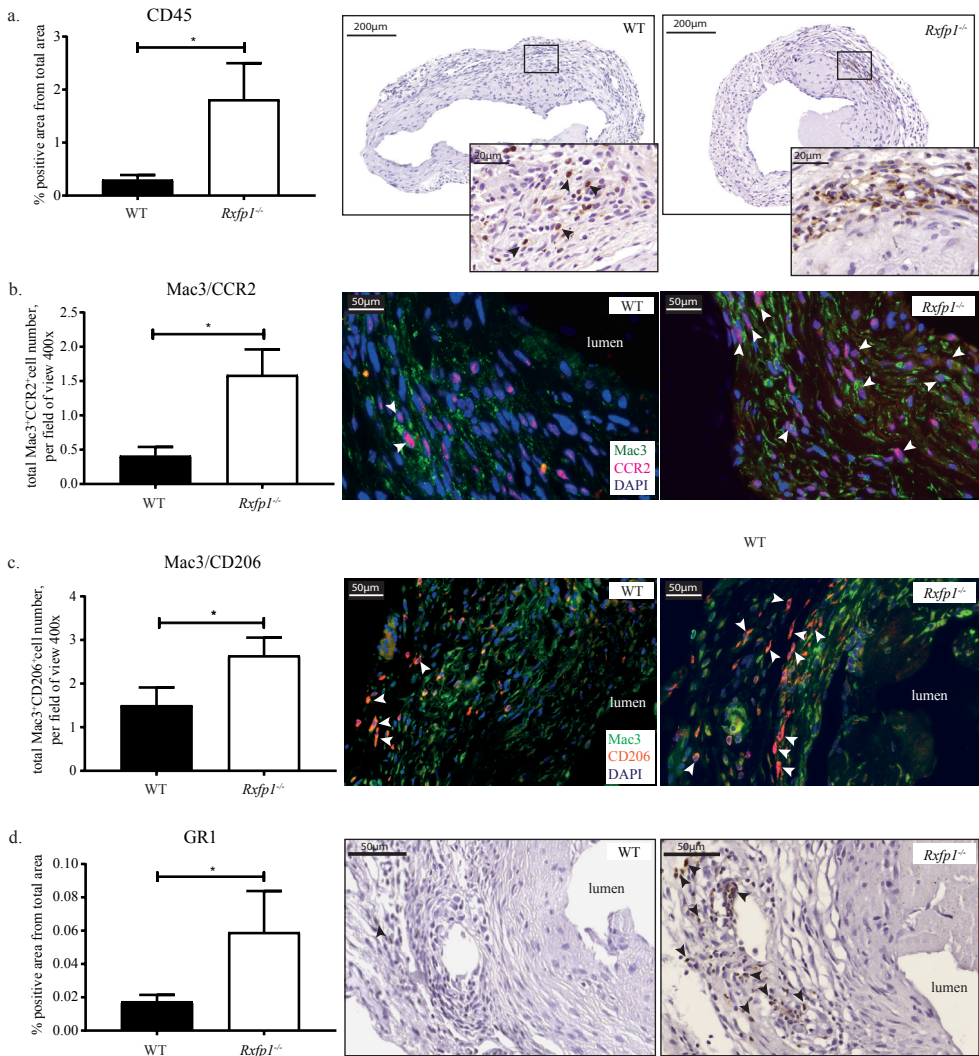 a.
CD45
% positive area from total area
3
2
1
0
WT
Rxfp1-/-
*
200µm
WT
20µm
200µm
Rxfp1-/-
20µm
b.
Mac3/CCR2
total Mac3+CCR2+cell number,
per field of view 400x
2.5
2.0
1.5
1.0
0.5
0.0
WT
Rxfp1-/-
*
50µm
WT
lumen
Mac3
CCR2
DAPI
50µm
Rxfp1-/-
WT
c.
Mac3/CD206
total Mac3+CD206+cell number,
per field of view 400x
4
3
2
1
0
WT
Rxfp1-/-
*
50µm
WT
lumen
Mac3
CD206
DAPI
50µm
Rxfp1-/-
lumen
d.
GR1
% positive area from total area
0.10
0.08
0.06
0.04
0.02
0.00
WT
Rxfp1-/-
*
50µm
WT
lumen
50µm
Rxfp1-/-
lumen